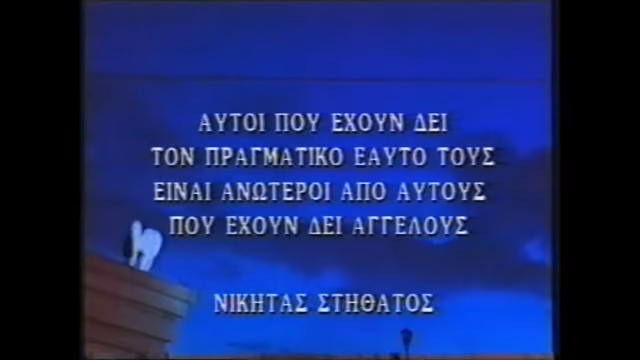 ΑΥΤΟΙ ΠΟΥ ΕΧΟΥΝ ΔΕΙ
ΤΟΝ ΠΡΑΓΜΑΤΙΚΟ ΕΑΥΤΟ ΤΟΥΣ
ΕΙΝΑΙ ΑΝΩΤΕΡΟΙ ΑΠΟ ΑΥΤΟΥΣ
ΠΟΥ ΕΧΟΥΝ ΔΕΙ ΑΓΓΕΛΟΥΣ
ΝΙΚΗΤΑΣ ΣΤΗΘΑΤΟΣ